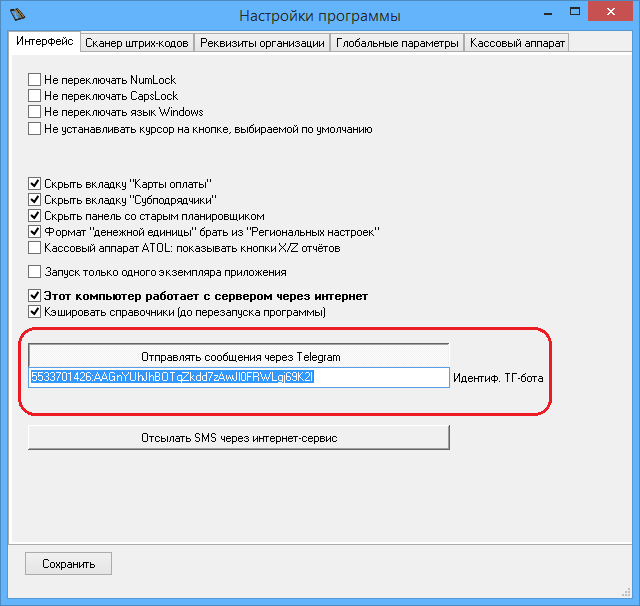 Настройки программы
Интерфейс Сканер штрих-кодов Реквизиты организации Глобальные параметры Кассовый аппарат
Не переключать NumLock
Не переключать CapsLock
Не переключать язык Windows
Не устанавливать курсор на кнопке, выбираемой по умолчанию
Скрыть вкладку "Карты оплаты"
Скрыть вкладку "Субподрядчики"
Скрыть панель со старым планировщиком
Формат "денежной единицы" брать из "Региональных настроек"
Кассовый аппарат ATOL: показывать кнопки X/Z отчётов
Запуск только одного экземпляра приложения
Этот компьютер работает с сервером через интернет
Кэшировать справочники (до перезапуска программы)
Отправлять сообщения через Telegram
Идентиф. ТГ-бота
Отсылать SMS через интернет-сервис
Сохранить